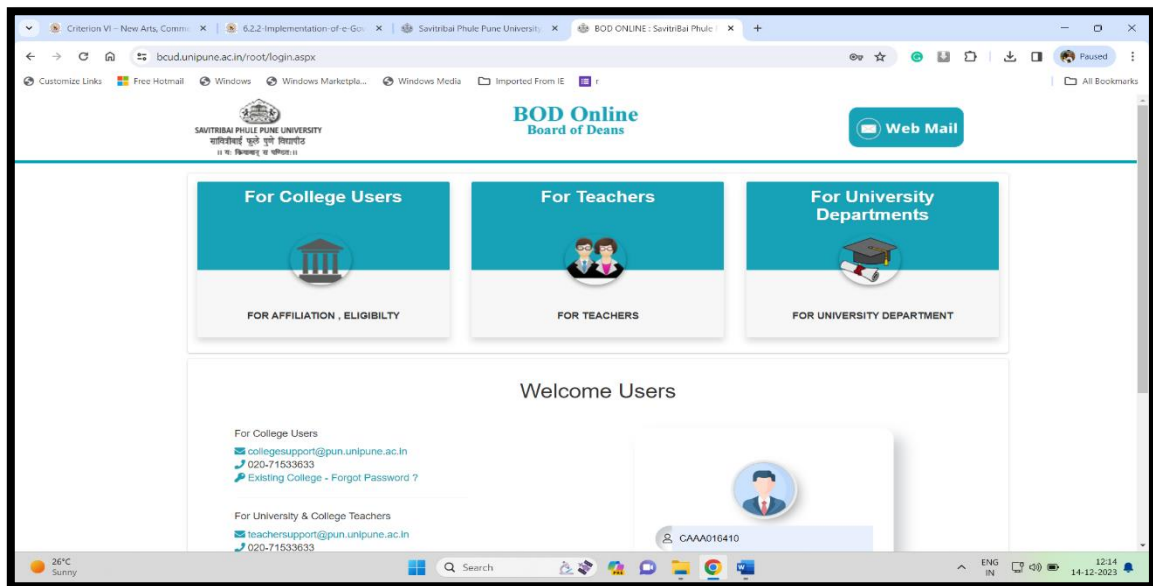 Criterion VI – New Arts, Commi
6.2.2-Implementation-of-e-Gov
Savitribai Phule Pune University
BOD ONLINE : SavitriBai Phule
bcud.unipune.ac.in/root/login.aspx
Paused
Customize Links
Free Hotmail
Windows
Windows Marketpla...
Windows Media
Imported From IE
r
All Bookmarks
SAVITRIBAI PHULE PUNE UNIVERSITY
सावित्रीबाई फुले पुणे विद्यापीठ
BOD Online
Board of Deans
Web Mail
For College Users
FOR AFFILIATION , ELIGIBILTY
For Teachers
FOR TEACHERS
For University
Departments
FOR UNIVERSITY DEPARTMENT
Welcome Users
For College Users
collegesupport@pun.unipune.ac.in
020-71533633
Existing College - Forgot Password ?
For University & College Teachers
teachersupport@pun.unipune.ac.in
020-71533633
CAAA016410
26°C
Sunny
Search
ENG
IN
12:14
14-12-2023